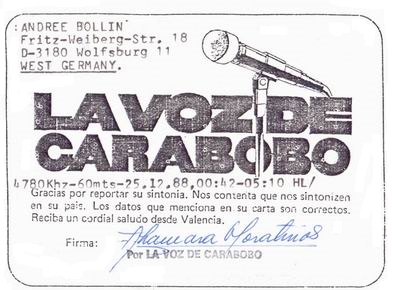 :ANDREE BOLLIN
Fritz-Weiberg-Str. 18
D-3180 Wolfsburg 11
WEST GERMANY.
LA VOZ DE
CARABOBO
4780Khz-60mts-25.12.88,00:42-05:10 HL/
Gracias por reportar su sintonia. Nos contenta que nos sintonizen
en su pais. Los datos que menciona en su carta son correctos.
Reciba un cordial saludo desde Valencia.
Firma:
Por LA VOZ DE CARABOBO